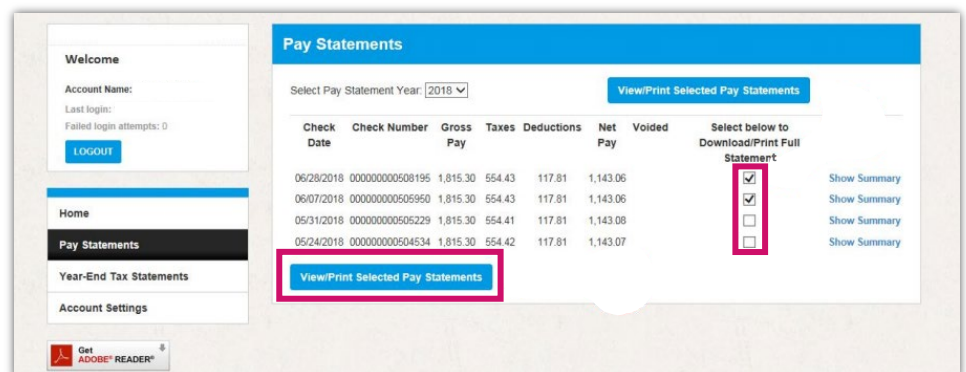 Welcome
Account Name:
Last login:
Failed login attempts: 0
LOGOUT
Home
Pay Statements
Year-End Tax Statements
Account Settings
Get
ADOBE® READER®
Pay Statements
Select Pay Statement Year: 2018
View/Print Selected Pay Statements
Check Date Check Number Gross Pay Taxes Deductions Net Pay Voided Select below to Download/Print Full Statement
06/28/2018 000000000508195 1,815.30 554.43 117.81 1,143.06 Show Summary
06/07/2018 000000000505950 1,815.30 554.43 117.81 1,143.06 Show Summary
05/31/2018 000000000505229 1,815.30 554.41 117.81 1,143.08 Show Summary
05/24/2018 000000000504534 1,815.30 554.42 117.81 1,143.07 Show Summary
View/Print Selected Pay Statements